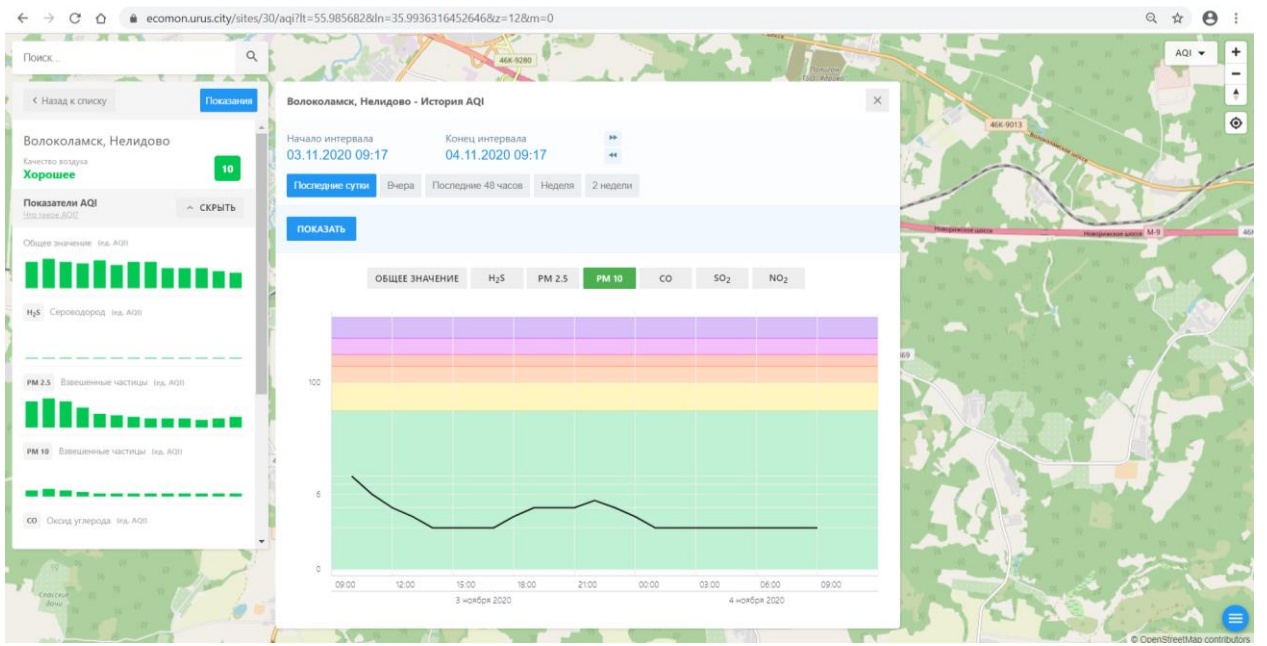 ecomon.urus.city/sites/30/aqi?lt=55.985682&ln=35.9936316452646&z=12&m=0
Поиск...
46К-9280
AQI
< Назад к списку
Показания
Волоколамск, Нелидово - История AQI
Волоколамск, Нелидово
Качество воздуха
Хорошее
10
Начало интервала
Конец интервала
03.11.2020 09:17
04.11.2020 09:17
Последние сутки
Вчера
Последние 48 часов
Неделя
2 недели
Показатели AQI
Что такое AQI?
СКРЫТЬ
ПОКАЗАТЬ
Общее значение (ед. AQI)
ОБЩЕЕ ЗНАЧЕНИЕ
H₂S
PM 2.5
PM 10
CO
SO₂
NO₂
H₂S Сероводород (ед. AQI)
PM 2.5 Взвешенные частицы (ед. AQI)
PM 10 Взвешенные частицы (ед. AQI)
CO Оксид углерода (ед. AQI)
100
6
0
09:00
12:00
15:00
18:00
21:00
00:00
03:00
06:00
09:00
3 ноября 2020
4 ноября 2020
46К-9013
Волоколамское шоссе
Новорижское шоссе
Новорижское шоссе
М-9
Спасские
дачи
© OpenStreetMap contributors